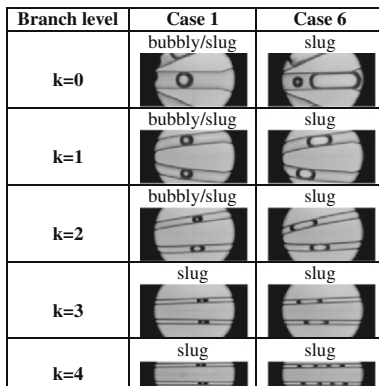 Branch level Case 1 Case 6
bubbly/slug slug
k=0
bubbly/slug slug
k=1
bubbly/slug slug
k=2
slug slug
k=3
slug slug
k=4